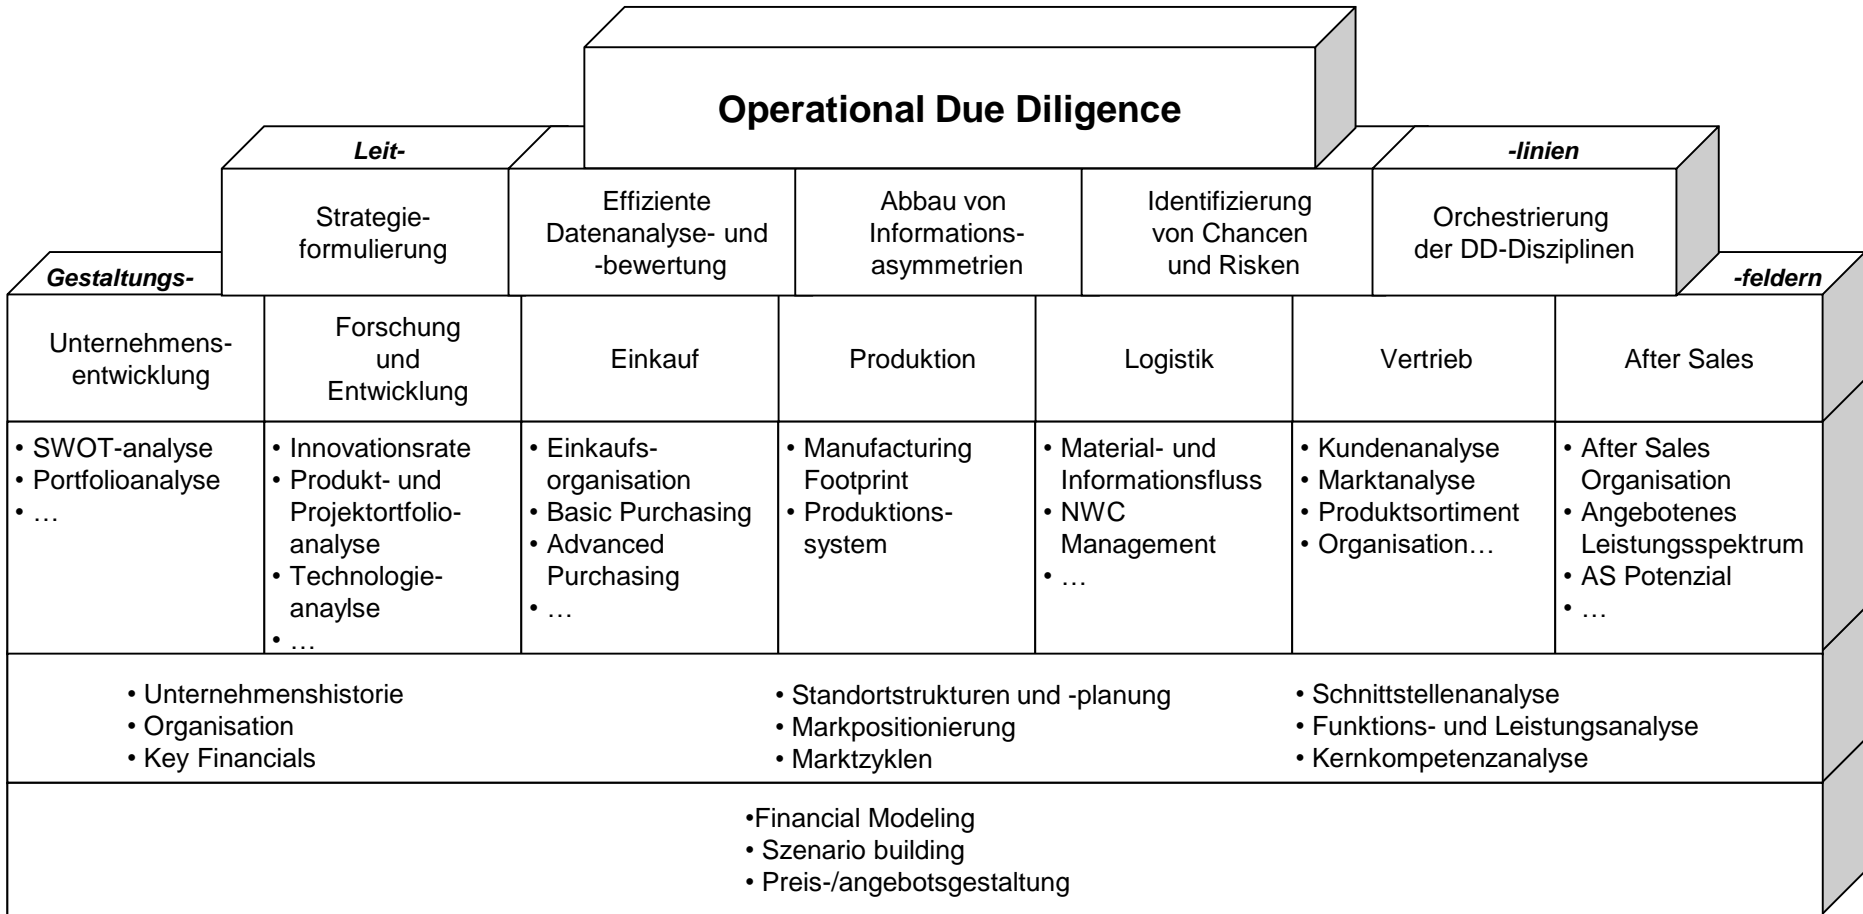 Operational Due Diligence
Leit-
-linien
Strategie-
formulierung
Effiziente
Datenanalyse- und
-bewertung
Abbau von
Informations-
asymmetrien
Identifizierung
von Chancen
und Risken
Orchestrierung
der DD-Disziplinen
Gestaltungs-
-feldern
Unternehmens-
entwicklung
Forschung
und
Entwicklung
Einkauf
Produktion
Logistik
Vertrieb
After Sales
• SWOT-analyse
• Portfolioanalyse
• …
• Innovationsrate
• Produkt- und
Projektortfolio-
analyse
• Technologie-
anaylse
• …
• Einkaufs-
organisation
• Basic Purchasing
• Advanced
Purchasing
• …
• Manufacturing
Footprint
• Produktions-
system
• Material- und
Informationsfluss
• NWC
Management
• …
• Kundenanalyse
• Marktanalyse
• Produktsortiment
• Organisation…
• After Sales
Organisation
• Angebotenes
Leistungsspektrum
• AS Potenzial
• …
• Unternehmenshistorie
• Organisation
• Key Financials
• Standortstrukturen und -planung
• Markpositionierung
• Marktzyklen
• Schnittstellenanalyse
• Funktions- und Leistungsanalyse
• Kernkompetenzanalyse
•Financial Modeling
• Szenario building
• Preis-/angebotsgestaltung